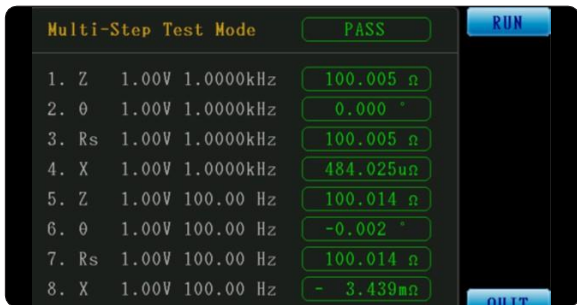 Multi-Step Test Mode PASS RUN
1. Z 1.00V 1.0000kHz 100.005 Ω
2. θ 1.00V 1.0000kHz 0.000 °
3. Rs 1.00V 1.0000kHz 100.005 Ω
4. X 1.00V 1.0000kHz 484.025uΩ
5. Z 1.00V 100.00 Hz 100.014 Ω
6. θ 1.00V 100.00 Hz -0.002 °
7. Rs 1.00V 100.00 Hz 100.014 Ω
8. X 1.00V 100.00 Hz - 3.439mΩ
QUIT